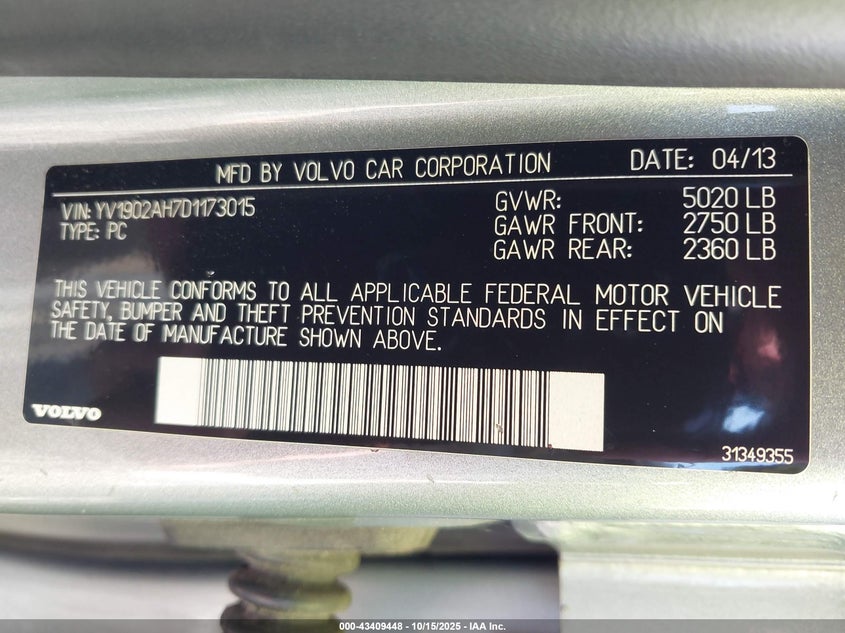 MFD BY VOLVO CAR CORPORATION DATE: 04/13
VIN: YV1902AH7D1173015 GVWR: 5020 LB
TYPE: PC GAWR FRONT: 2750 LB
GAWR REAR: 2360 LB
THIS VEHICLE CONFORMS TO ALL APPLICABLE FEDERAL MOTOR VEHICLE
SAFETY, BUMPER AND THEFT PREVENTION STANDARDS IN EFFECT ON
THE DATE OF MANUFACTURE SHOWN ABOVE.
VOLVO
31349355
000-43409448 - 10/15/2025 - IAA Inc.